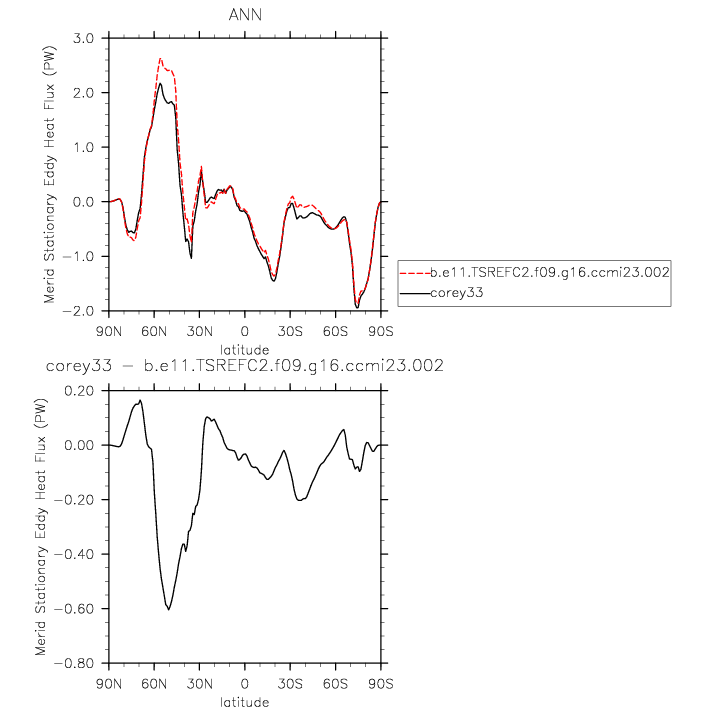 ANN
Merid Stationary Eddy Heat Flux (PW)
3.0
2.0
1.0
0.0
−1.0
−2.0
90N 60N 30N 0 30S 60S 90S
latitude
b.e11.TSREFC2.f09.g16.ccmi23.002
corey33
corey33 − b.e11.TSREFC2.f09.g16.ccmi23.002
Merid Stationary Eddy Heat Flux (PW)
0.20
0.00
−0.20
−0.40
−0.60
−0.80
90N 60N 30N 0 30S 60S 90S
latitude